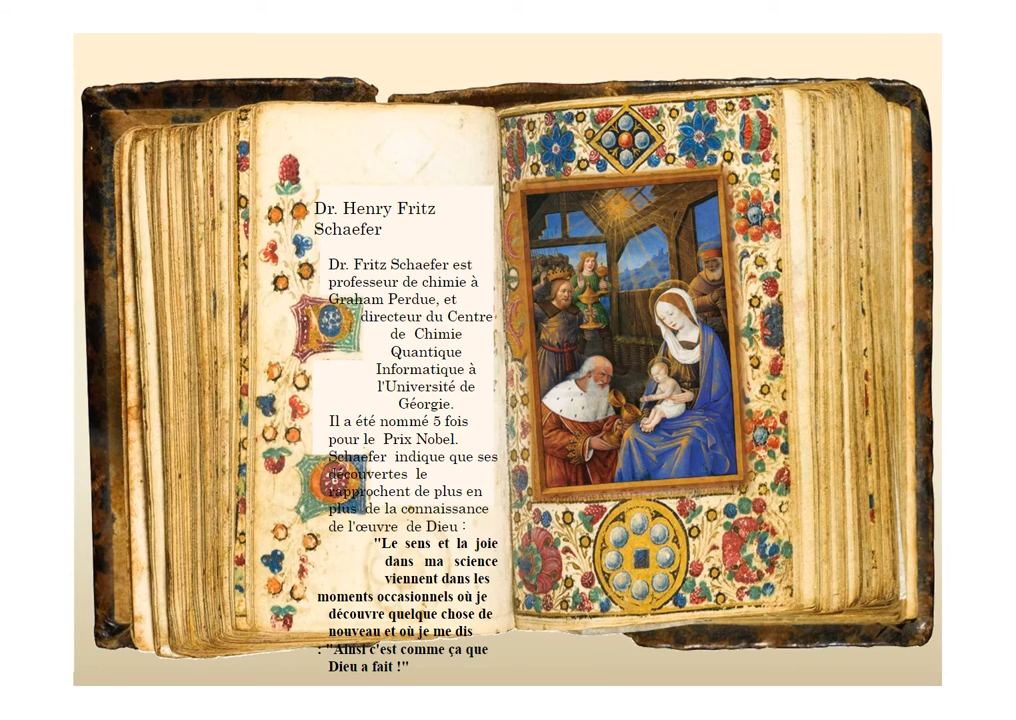 Dr. Henry Fritz
Schaefer
Dr. Fritz Schaefer est
professeur de chimie à
Graham Perdue, et
directeur du Centre
de Chimie
Quantique
Informatique à
l'Université de
Géorgie.
Il a été nommé 5 fois
pour le Prix Nobel.
Schaefer indique que ses
découvertes le
rapprochent de plus en
plus de la connaissance
de l'œuvre de Dieu :
"Le sens et la joie
dans ma science
viennent dans les
moments occasionnels où je
découvre quelque chose de
nouveau et où je me dis
: "Ainsi c'est comme ça que
Dieu a fait !"